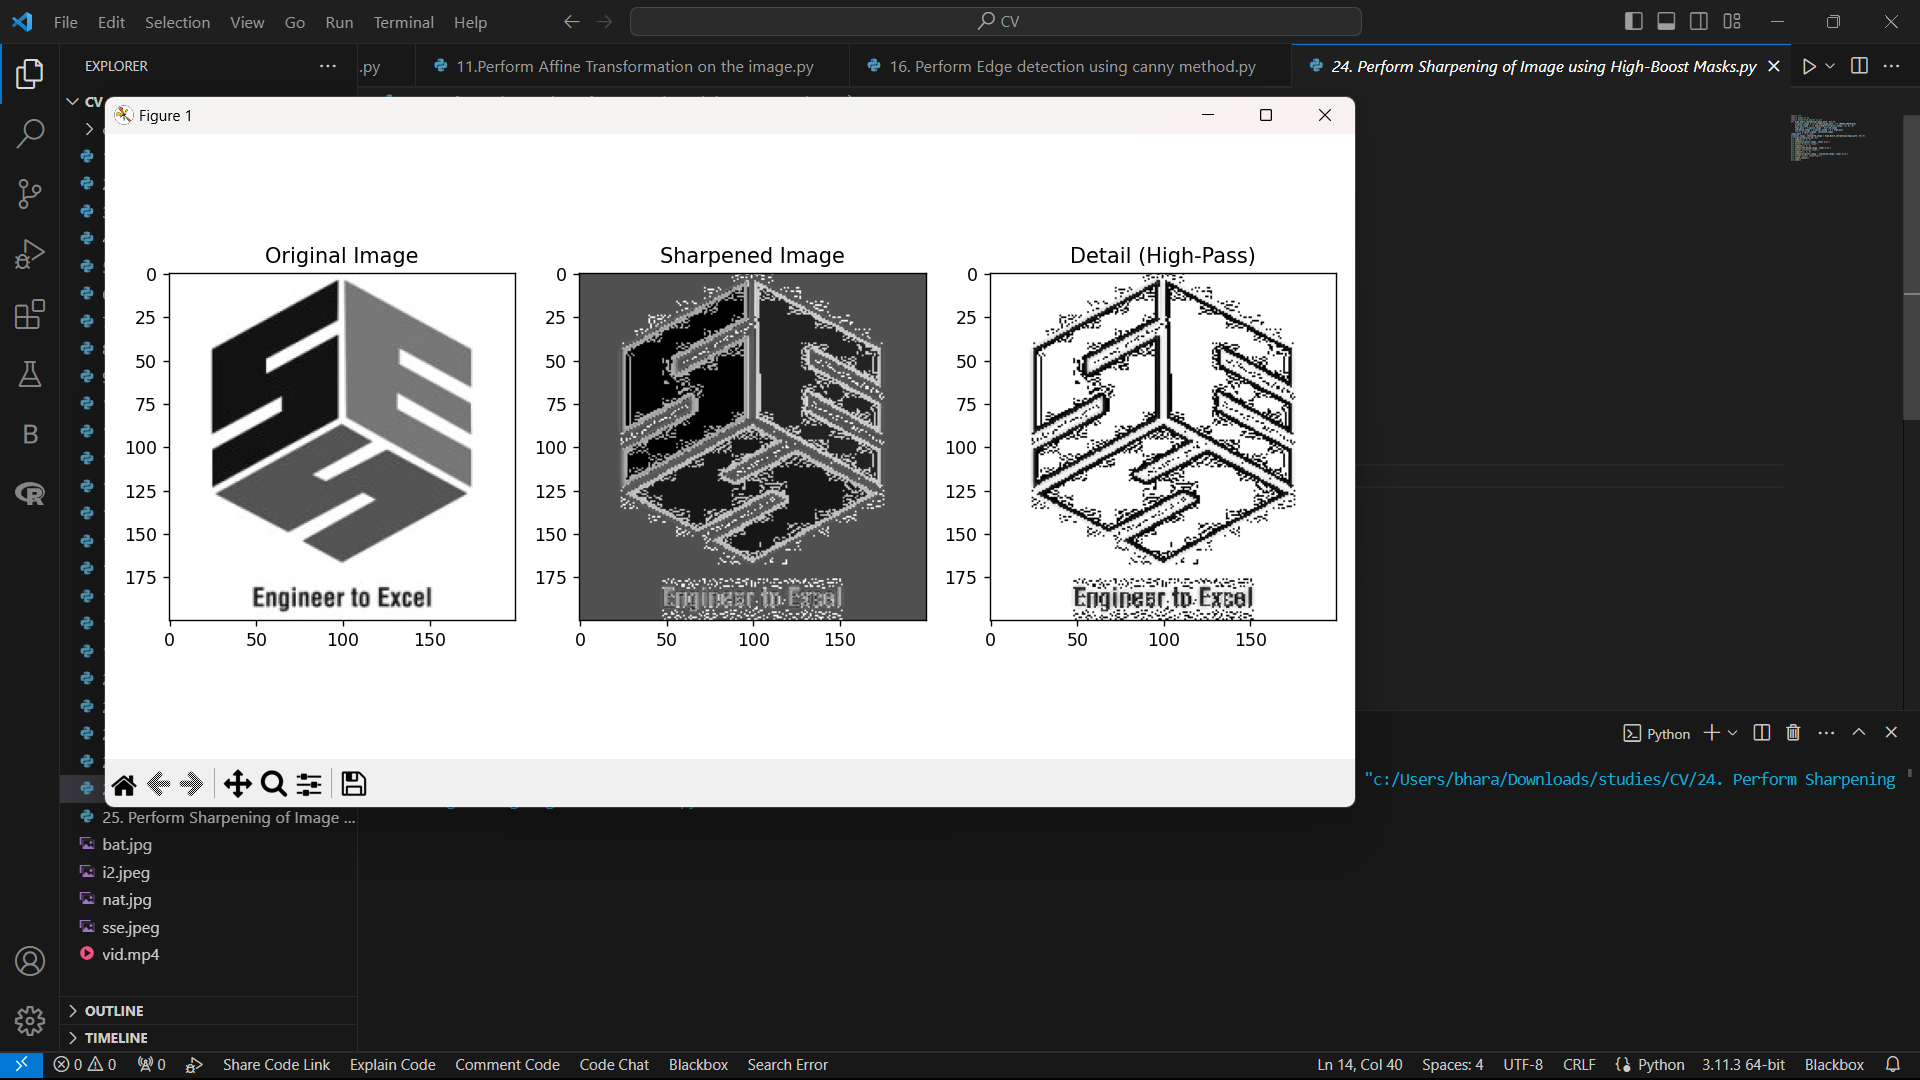 File Edit Selection View Go Run Terminal Help
CV
EXPLORER
.py
11.Perform Affine Transformation on the image.py
16. Perform Edge detection using canny method.py
24. Perform Sharpening of Image using High-Boost Masks.py
CV
Figure 1
Original Image
0
25
50
75
100
125
150
175
0 50 100 150
Engineer to Excel
Sharpened Image
0
25
50
75
100
125
150
175
0 50 100 150
Engineer to Excel
Detail (High-Pass)
0
25
50
75
100
125
150
175
0 50 100 150
Engineer to Excel
Python
"c:/Users/bhara/Downloads/studies/CV/24. Perform Sharpening
25. Perform Sharpening of Image ...
bat.jpg
i2.jpeg
nat.jpg
sse.jpeg
vid.mp4
OUTLINE
TIMELINE
0 0 0 Share Code Link Explain Code Comment Code Code Chat Blackbox Search Error
Ln 14, Col 40 Spaces: 4 UTF-8 CRLF Python 3.11.3 64-bit Blackbox